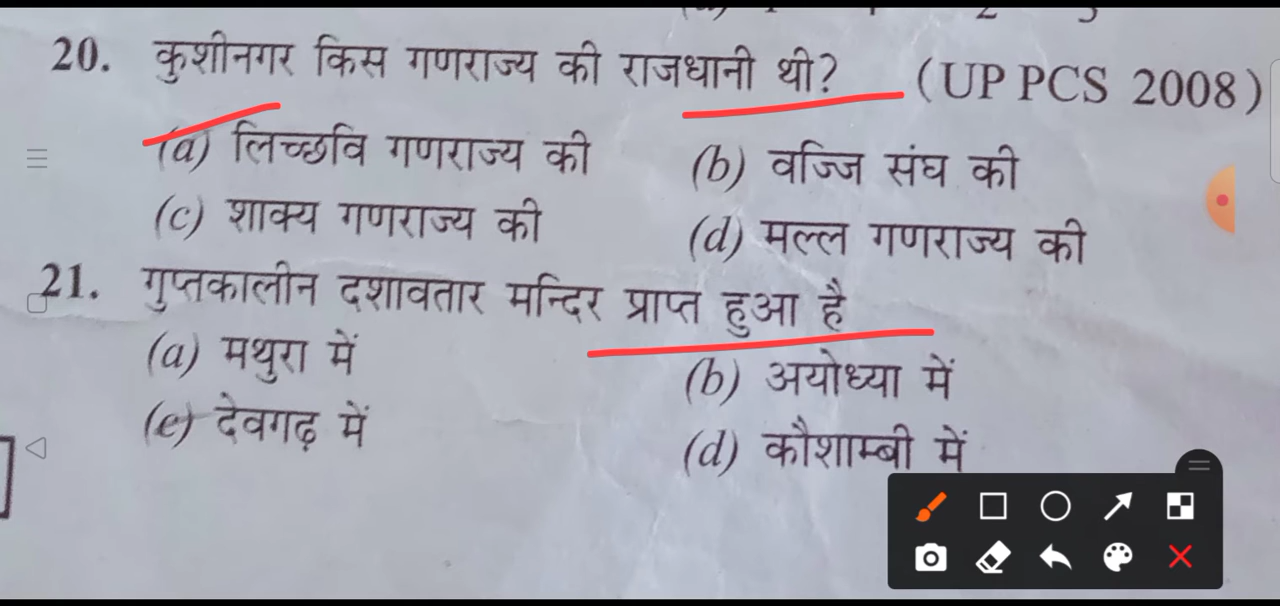 20. कुशीनगर किस गणराज्य की राजधानी थी? (UP PCS 2008)
(a) लिच्छवि गणराज्य की (b) वज्जि संघ की
(c) शाक्य गणराज्य की (d) मल्ल गणराज्य की
21. गुप्तकालीन दशावतार मन्दिर प्राप्त हुआ है
(a) मथुरा में (b) अयोध्या में
(c) देवगढ़ में (d) कौशाम्बी में